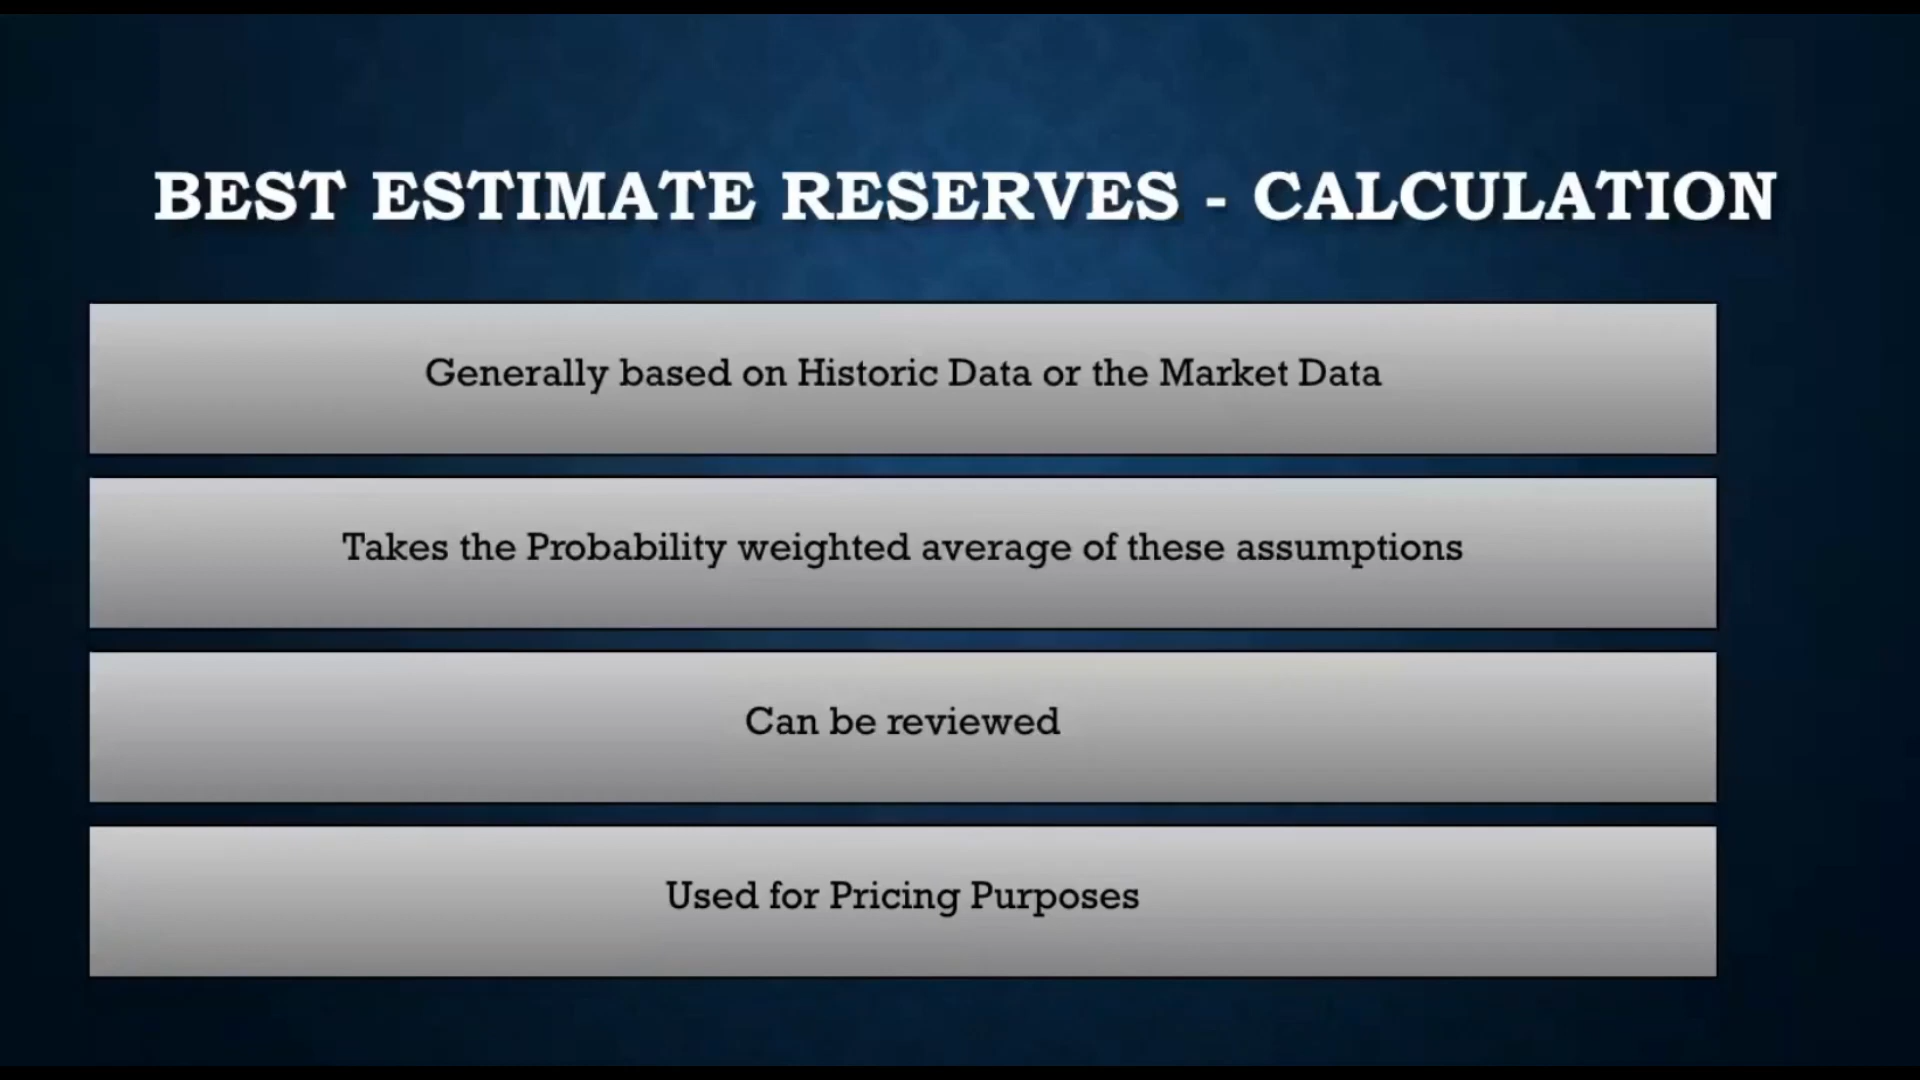 BEST ESTIMATE RESERVES - CALCULATION
Generally based on Historic Data or the Market Data
Takes the Probability weighted average of these assumptions
Can be reviewed
Used for Pricing Purposes